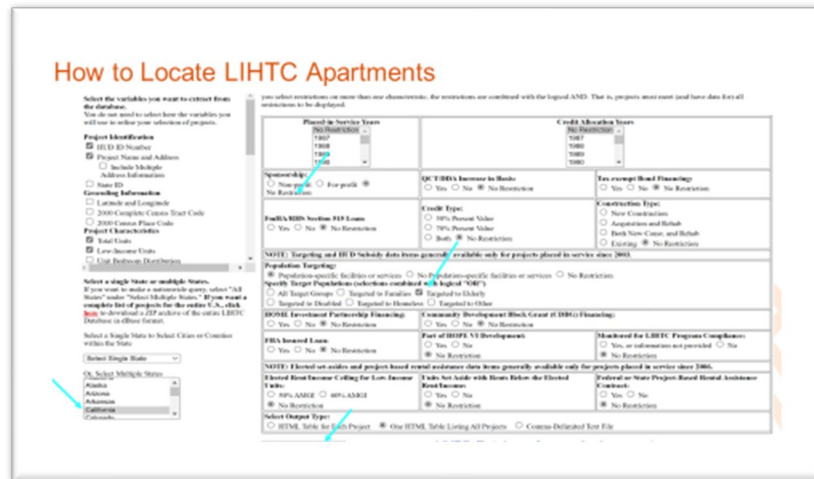 How to Locate LIHTC Apartments
Select the variables you want to extract from
the database.
You do not need to select here the variables you
will use to refine your selection of projects.
Project Identification
HUD ID Number
Project Name and Address
Include Multiple
Address Information
State ID
Geocoding Information
Latitude and Longitude
2000 Complete Census Tract Code
2000 Census Place Code
Project Characteristics
Total Units
Low-Income Units
Unit Bedroom Distribution
Select a single State or multiple States.
If you want to make a nationwide query, select "All
States" under "Select Multiple States." If you want a
complete list of projects for the entire U.S., click
here to download a ZIP archive of the entire LIHTC
Database in dBase format.
Select a Single State to Select Cities or Counties
within the State
Select Single State
Or, Select Multiple States
Alaska
Arizona
Arkansas
California
Colorado
you select restrictions on more than one characteristic, the restrictions are combined with the logical AND. That is, projects must meet (and have data for) all
restrictions to be displayed.
Placed in Service Years
No Restriction
1987
1988
1989
1990
Credit Allocation Years
No Restriction
1987
1988
1989
1990
Sponsorship:
Non-profit For-profit
No Restriction
QCT/DDA Increase in Basis:
Yes No No Restriction
Tax-exempt Bond Financing:
Yes No No Restriction
FmHA/RHS Section 515 Loan
Yes No No Restriction
Credit Type:
30% Present Value
70% Present Value
Both No Restriction
Construction Type:
New Construction
Acquisition and Rehab
Both New Const. and Rehab
Existing No Restriction
NOTE: Targeting and HUD Subsidy data items generally available only for projects placed in service since 2003.
Population Targeting:
Population-specific facilities or services No Population-specific facilities or services No Restriction
Specify Target Populations (selections combined with logical "OR")
All Target Groups Targeted to Families Targeted to Elderly
Targeted to Disabled Targeted to Homeless Targeted to Other
HOME Investment Partnership Financing:
Yes No No Restriction
Community Development Block Grant (CDBG) Financing:
Yes No No Restriction
FHA Insured Loan:
Yes No No Restriction
Part of HOPE VI Development:
Yes No
No Restriction
Monitored for LIHTC Program Compliance:
Yes, or information not provided No
No Restriction
NOTE: Elected set-asides and project-based rental assistance data items generally available only for projects placed in service since 2006.
Elected Rent/Income Ceiling for Low-Income
Units:
50% AMGI 60% AMGI
No Restriction
Units Set Aside with Rents Below the Elected
Rent/Income:
Yes No
No Restriction
Federal or State Project-Based Rental Assistance
Contract:
Yes No
No Restriction
Select Output Type:
HTML Table for Each Project One HTML Table Listing All Projects Comma-Delimited Text File